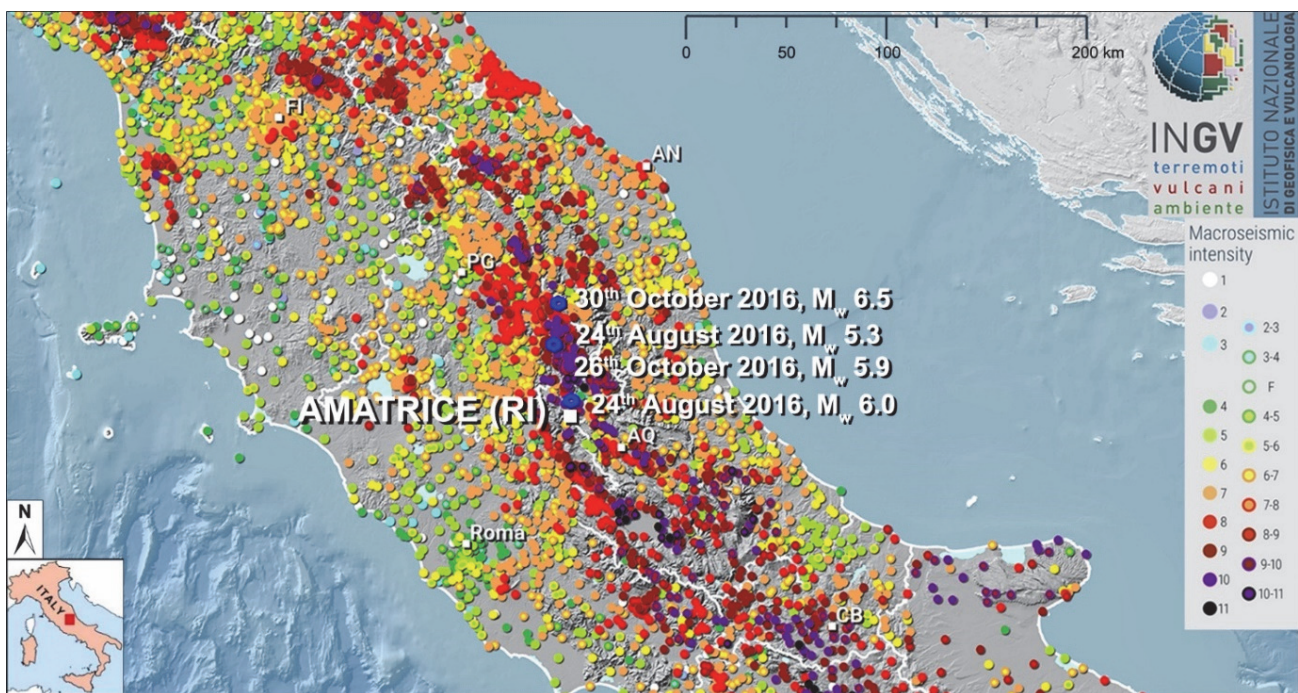 0 50 100 200 km
INGV
terremoti
vulcani
ambiente
ISTITUTO NAZIONALE
DI GEOFISICA E VULCANOLOGIA
FI
AN
PG
30th October 2016, Mw 6.5
24th August 2016, Mw 5.3
26th October 2016, Mw 5.9
AMATRICE (RI)
24th August 2016, Mw 6.0
AQ
Roma
CB
N
ITALY
Macroseismic
intensity
1
2
2-3
3
3-4
F
4
4-5
5
5-6
6
6-7
7
7-8
8
8-9
9
9-10
10
10-11
11